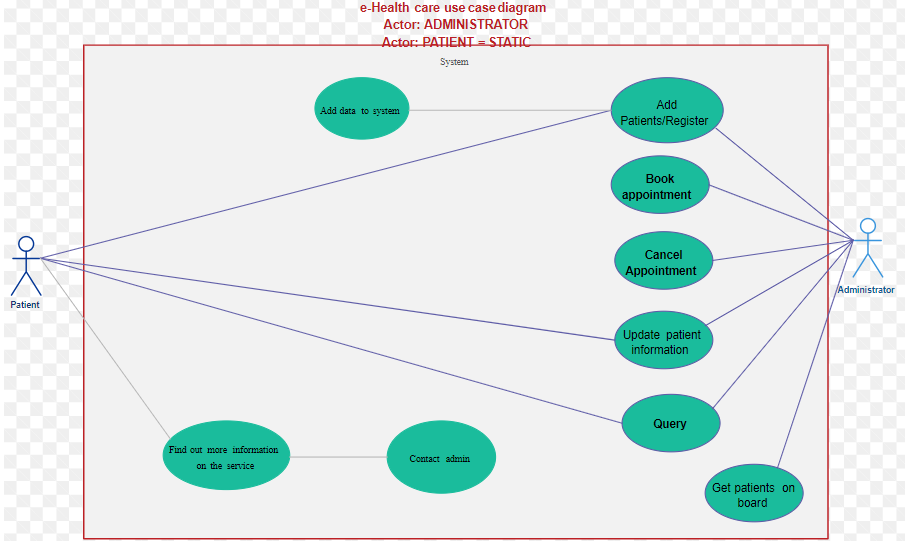 e-Health care use case diagram
Actor: ADMINISTRATOR
Actor: PATIENT = STATIC
System
Add data to system
Add
Patients/Register
Book
appointment
Cancel
Appointment
Patient
Administrator
Update patient
information
Query
Find out more information
on the service
Contact admin
Get patients on
board